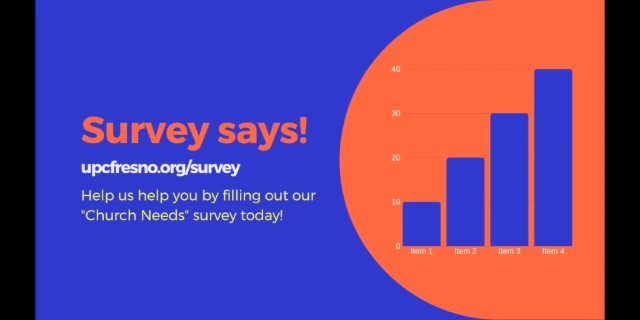 Survey says!
upcfresno.org/survey
Help us help you by filling out our
"Church Needs" survey today!
40
30
20
10
0
Item 1 Item 2 Item 3 Item 4